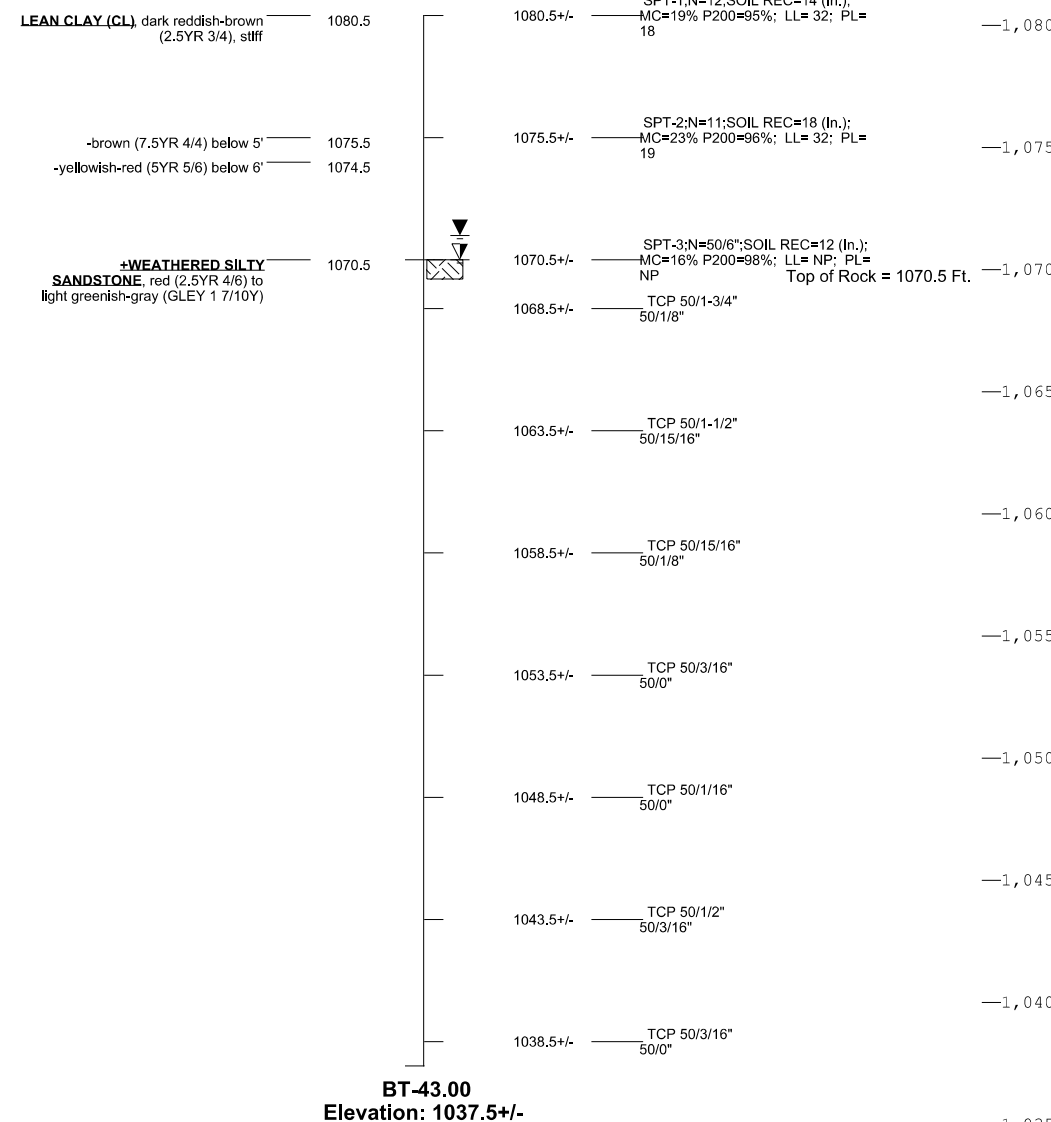 LEAN CLAY (CL), dark reddish-brown
(2.5YR 3/4), stiff
1080.5
1080.5+/-
SPT-1;N=12;SOIL REC=14 (In.);
MC=19% P200=95%; LL= 32; PL=
18
—1,080
-brown (7.5YR 4/4) below 5'
1075.5
1075.5+/-
SPT-2;N=11;SOIL REC=18 (In.);
MC=23% P200=96%; LL= 32; PL=
19
—1,075
-yellowish-red (5YR 5/6) below 6'
1074.5
+WEATHERED SILTY
SANDSTONE, red (2.5YR 4/6) to
light greenish-gray (GLEY 1 7/10Y)
1070.5
1070.5+/-
SPT-3;N=50/6";SOIL REC=12 (In.);
MC=16% P200=98%; LL= NP; PL=
NP
Top of Rock = 1070.5 Ft.
—1,070
1068.5+/-
TCP 50/1-3/4"
50/1/8"
—1,065
1063.5+/-
TCP 50/1-1/2"
50/15/16"
—1,060
1058.5+/-
TCP 50/15/16"
50/1/8"
—1,055
1053.5+/-
TCP 50/3/16"
50/0"
—1,050
1048.5+/-
TCP 50/1/16"
50/0"
—1,045
1043.5+/-
TCP 50/1/2"
50/3/16"
—1,040
1038.5+/-
TCP 50/3/16"
50/0"
BT-43.00
Elevation: 1037.5+/-